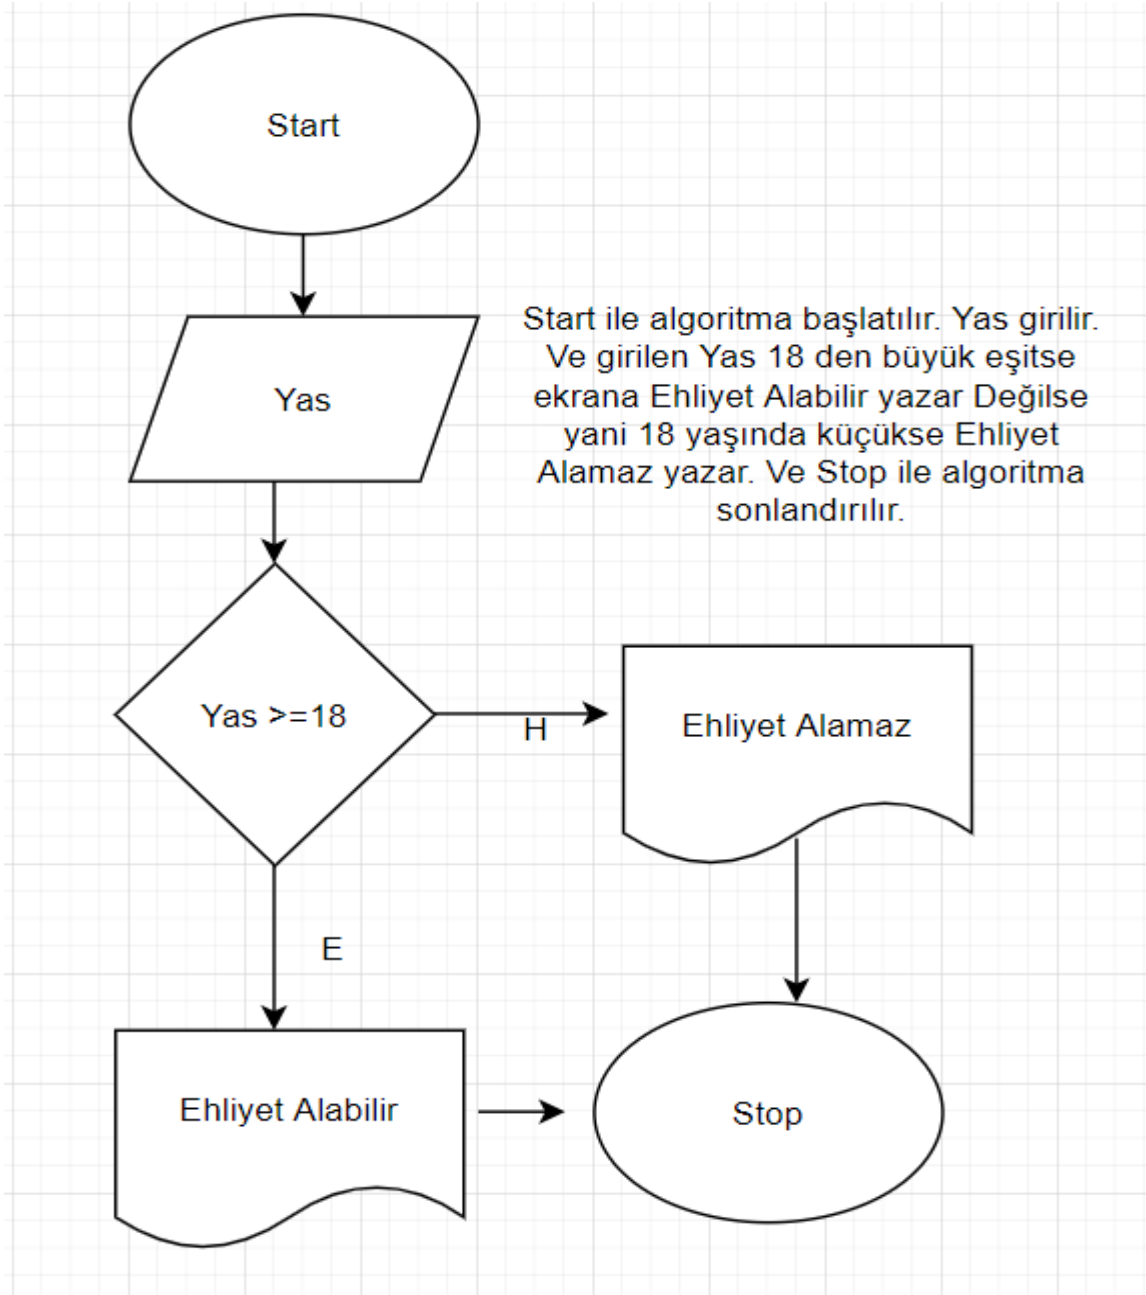 Start
Yas
Start ile algoritma başlatılır. Yas girilir.
Ve girilen Yas 18 den büyük eşitse
ekrana Ehliyet Alabilir yazar Değilse
yani 18 yaşında küçükse Ehliyet
Alamaz yazar. Ve Stop ile algoritma
sonlandırılır.
Yas >=18
H
Ehliyet Alamaz
E
Ehliyet Alabilir
Stop